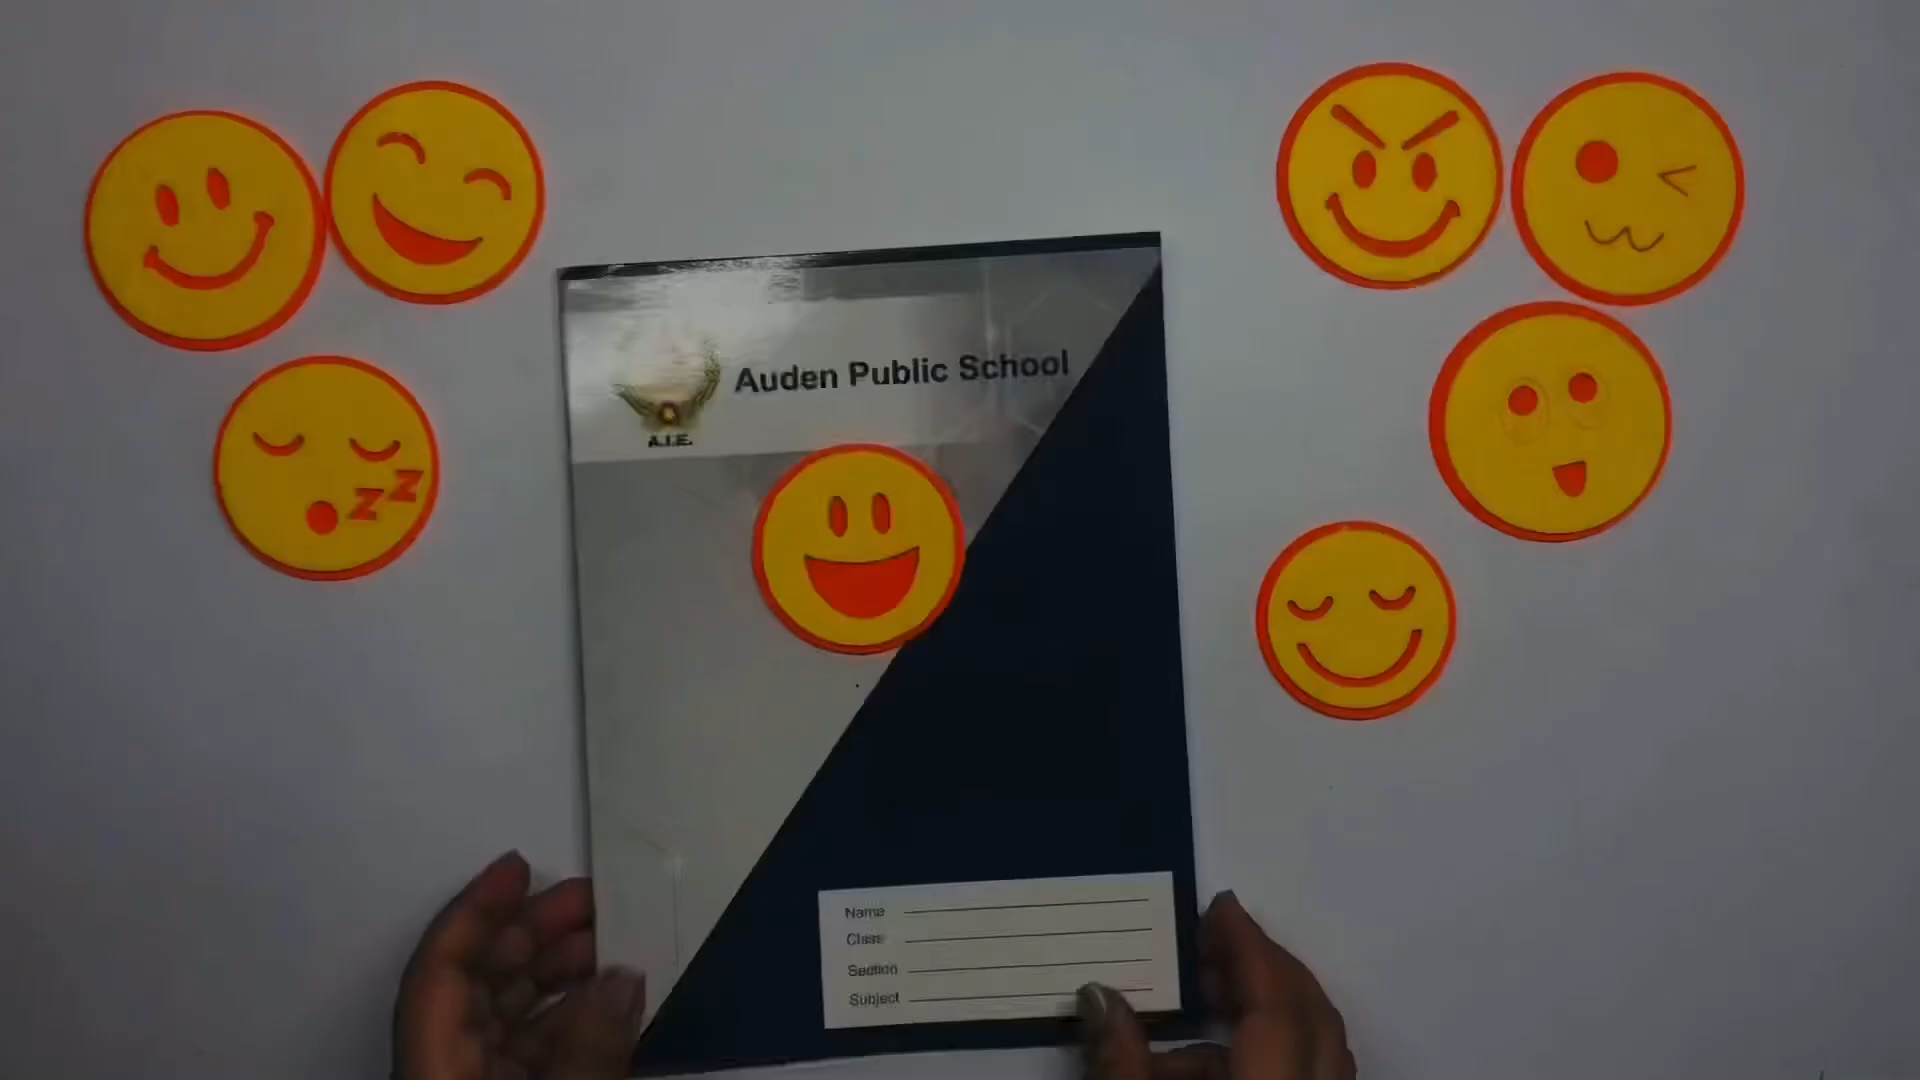 Auden Public School
A.I.E.
Name
Class
Section
Subject
z z